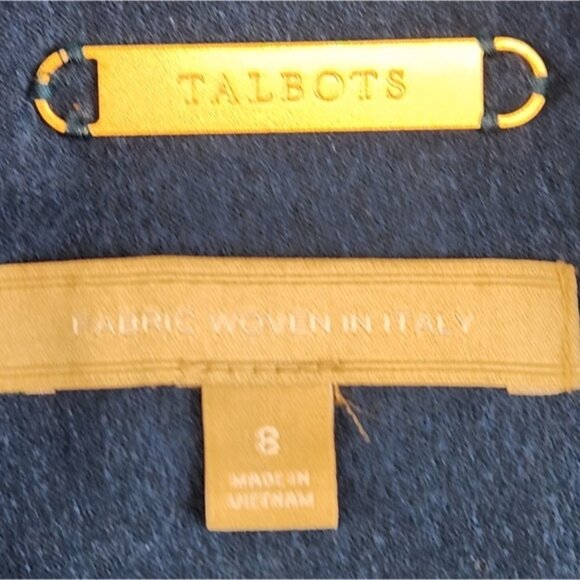 TALBOTS
FABRIC WOVEN IN ITALY
8
MADE IN
VIETNAM